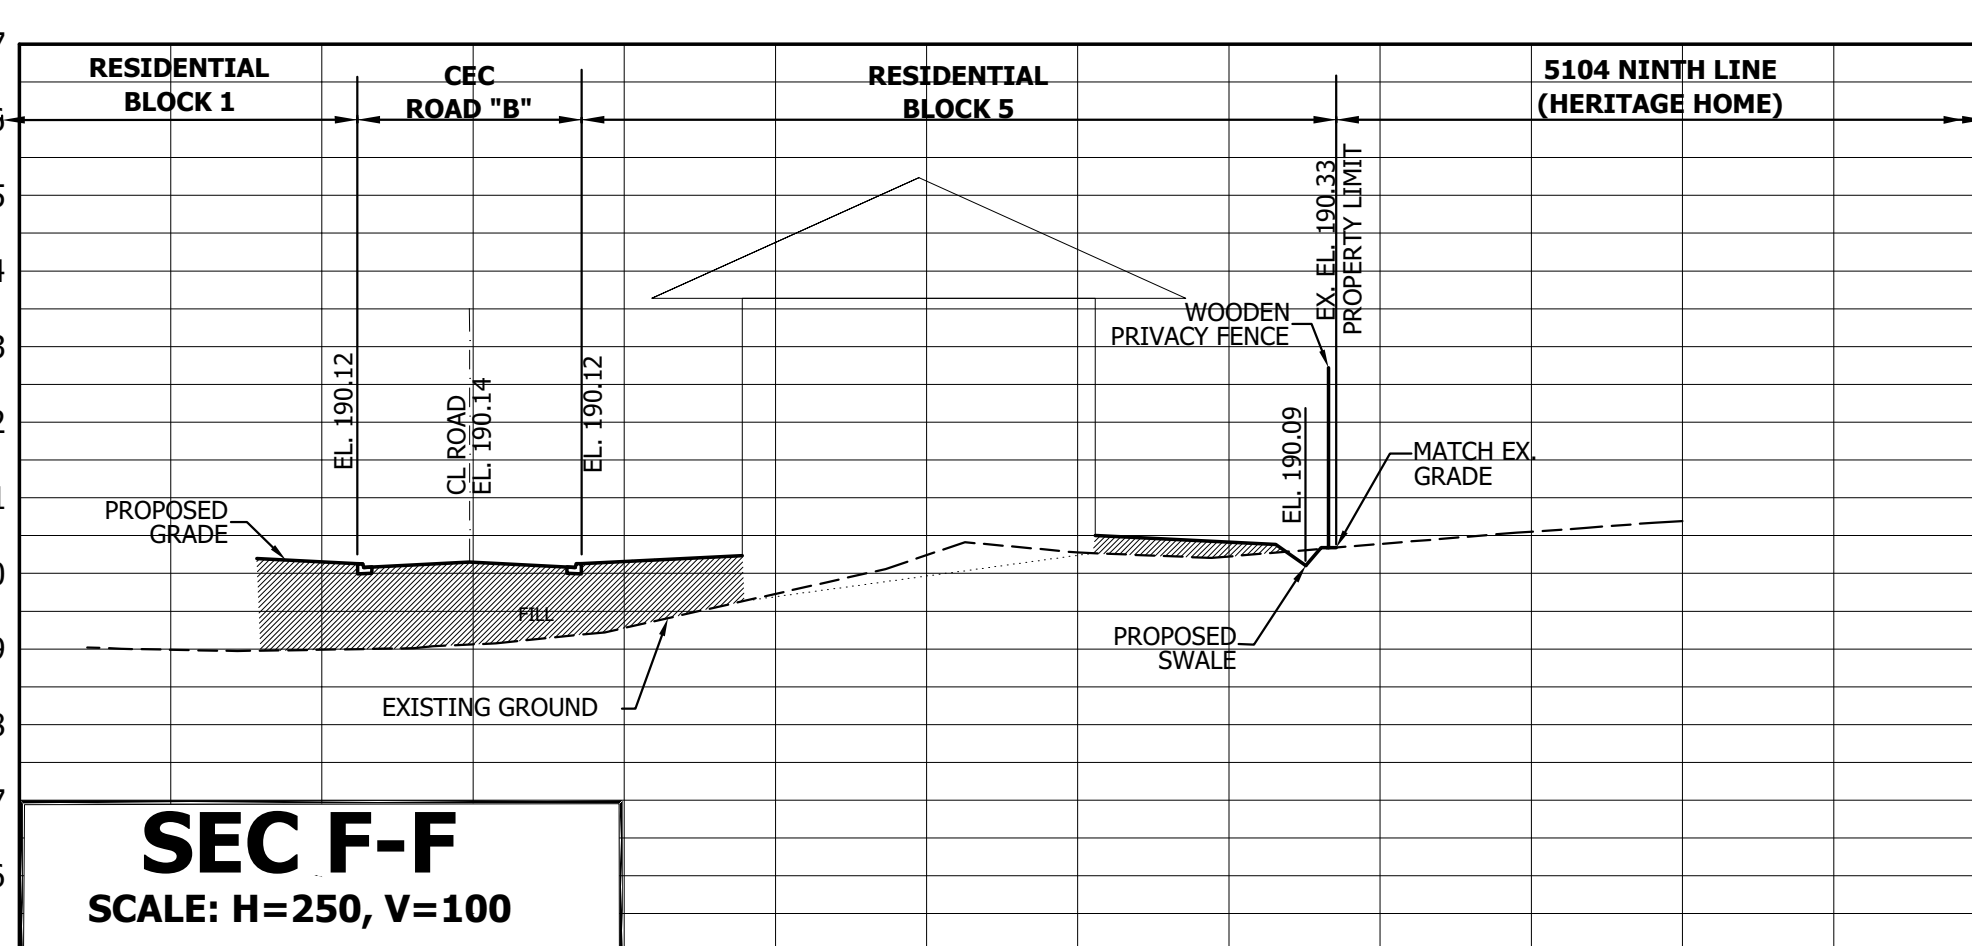 RESIDENTIAL
BLOCK 1
CEC
ROAD "B"
RESIDENTIAL
BLOCK 5
5104 NINTH LINE
(HERITAGE HOME)
EX. EL. 190.33
PROPERTY LIMIT
WOODEN
PRIVACY FENCE
EL. 190.12
CL ROAD
EL. 190.14
EL. 190.12
EL. 190.09
MATCH EX.
GRADE
PROPOSED
GRADE
FILL
PROPOSED
SWALE
EXISTING GROUND
SEC F-F
SCALE: H=250, V=100